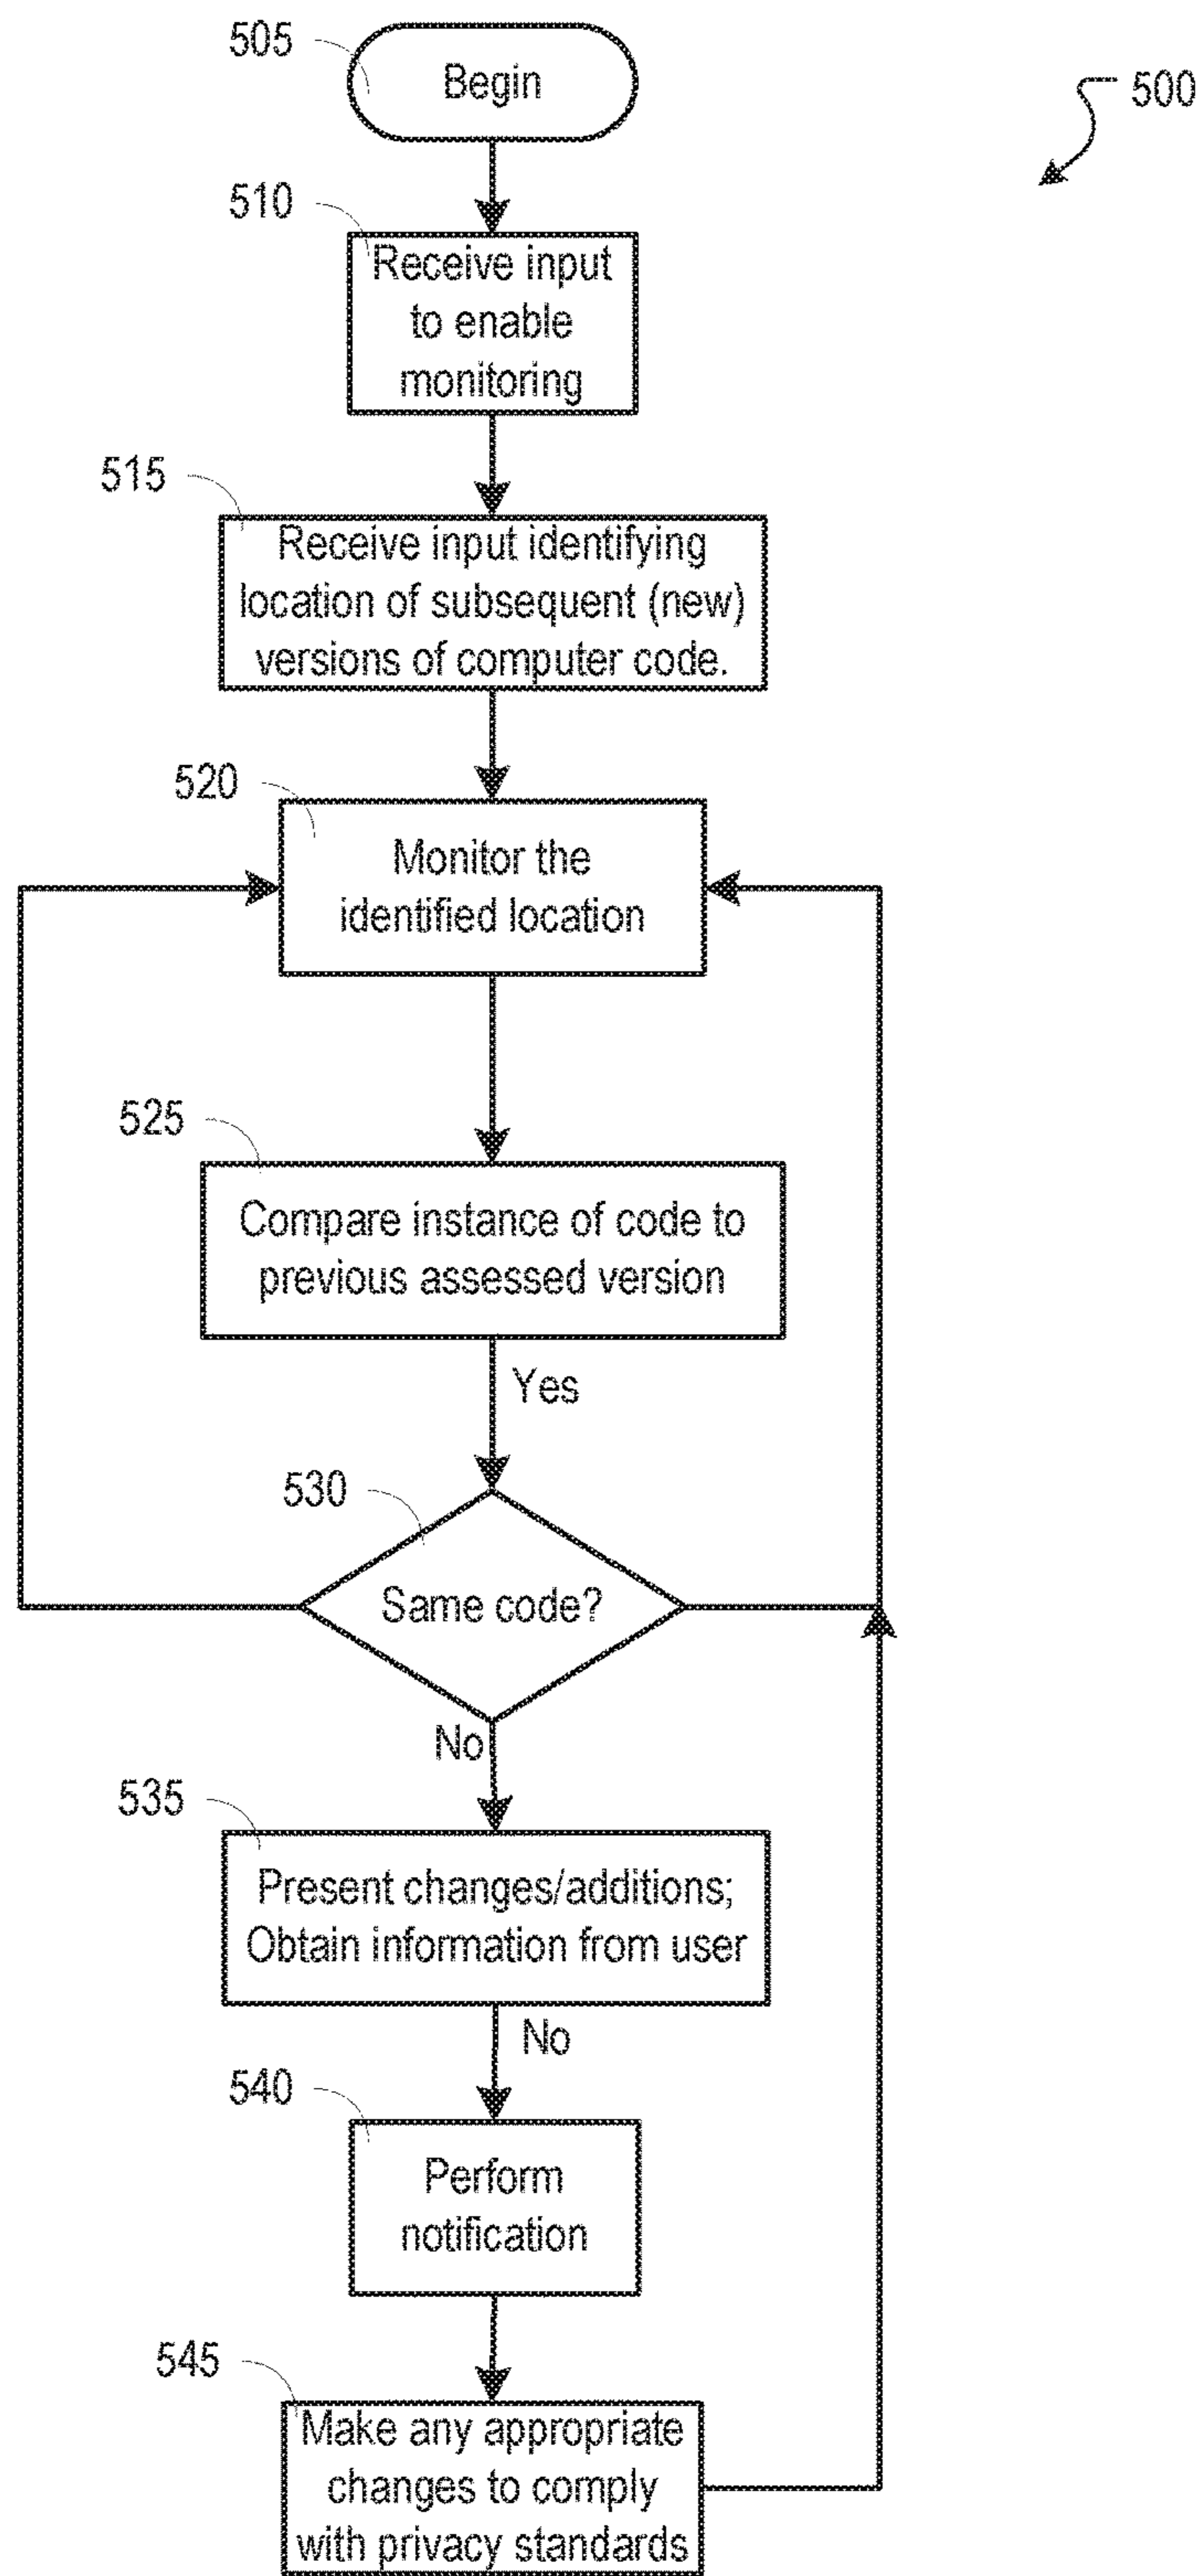 505
Begin
500
510
Receive input
to enable
monitoring
515
Receive input identifying
location of subsequent (new)
versions of computer code.
520
Monitor the
identified location
525
Compare instance of code to
previous assessed version
Yes
530
Same code?
No
535
Present changes/additions;
Obtain information from user
No
540
Perform
notification
545
Make any appropriate
changes to comply
with privacy standards